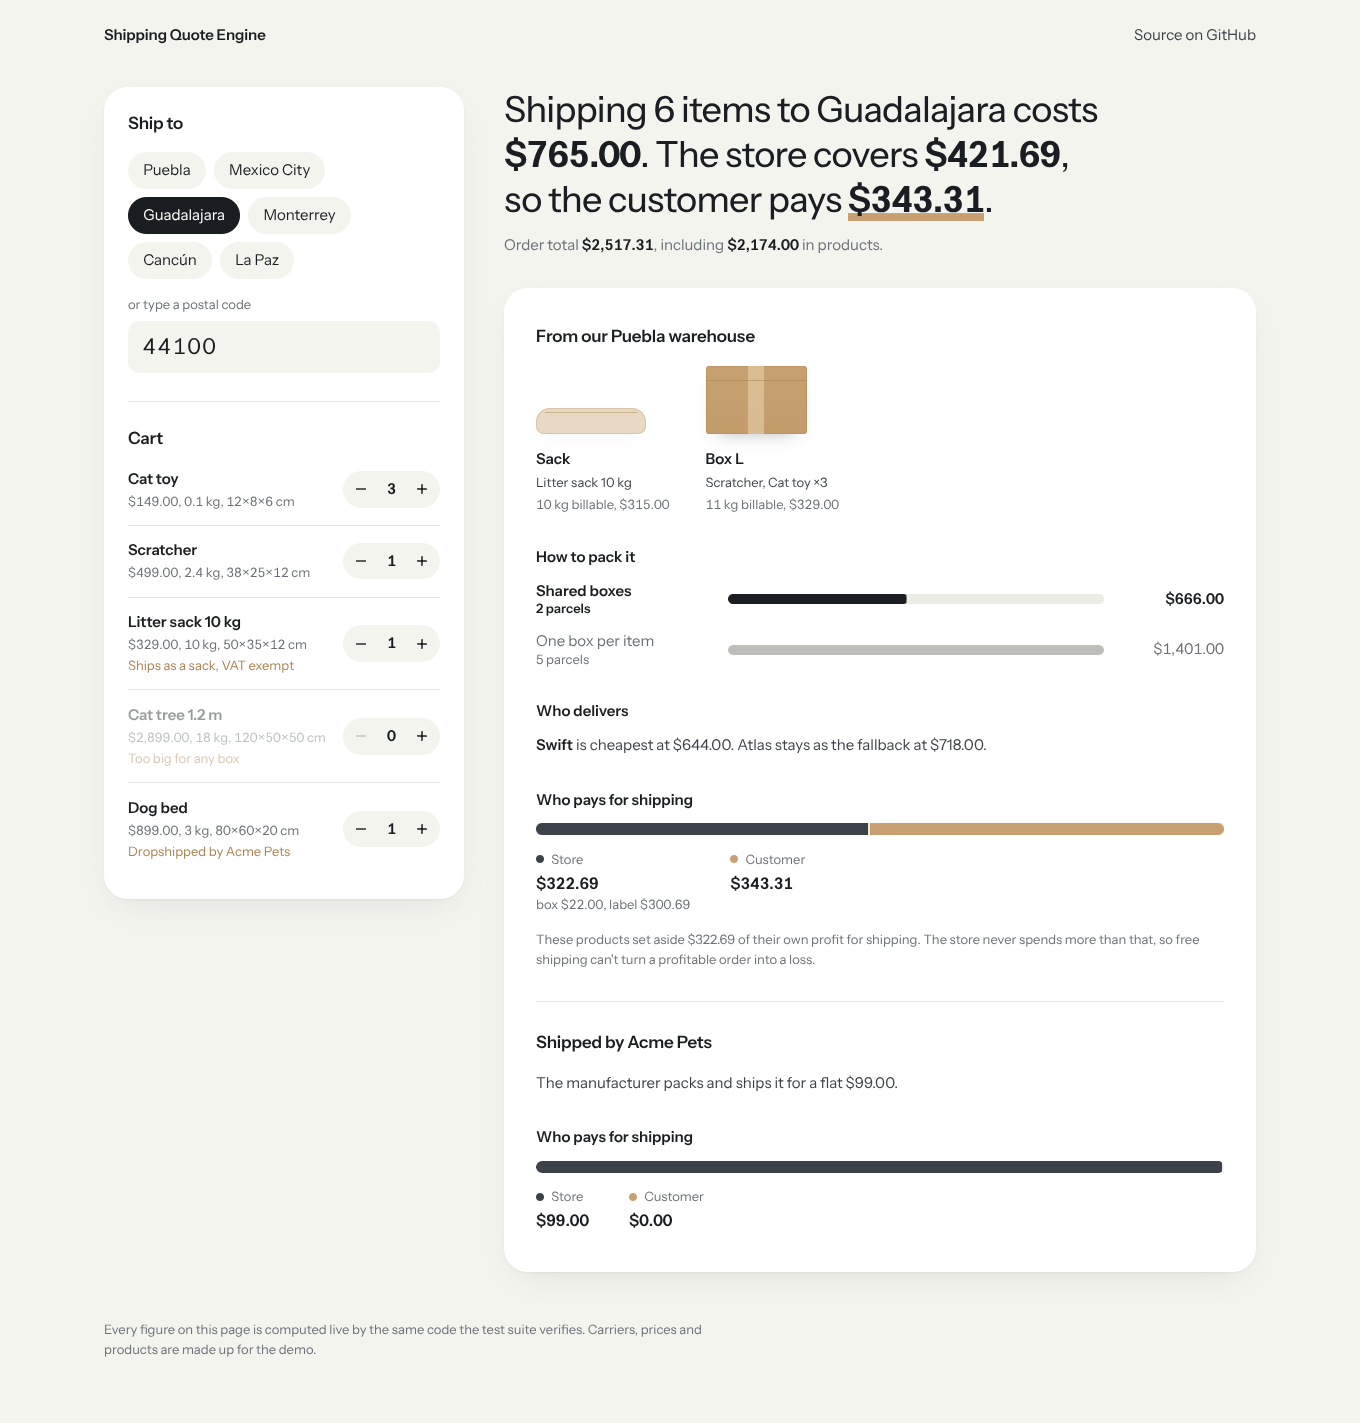 Shipping Quote Engine
Source on GitHub
Ship to
Puebla
Mexico City
Guadalajara
Monterrey
Cancún
La Paz
or type a postal code
44100
Cart
Cat toy
$149.00, 0.1 kg, 12×8×6 cm
− 3 +
Scratcher
$499.00, 2.4 kg, 38×25×12 cm
− 1 +
Litter sack 10 kg
$329.00, 10 kg, 50×35×12 cm
Ships as a sack, VAT exempt
− 1 +
Cat tree 1.2 m
$2,899.00, 18 kg, 120×50×50 cm
Too big for any box
− 0 +
Dog bed
$899.00, 3 kg, 80×60×20 cm
Dropshipped by Acme Pets
− 1 +
Shipping 6 items to Guadalajara costs
$765.00. The store covers $421.69,
so the customer pays $343.31.
Order total $2,517.31, including $2,174.00 in products.
From our Puebla warehouse
Sack
Litter sack 10 kg
10 kg billable, $315.00
Box L
Scratcher, Cat toy ×3
11 kg billable, $329.00
How to pack it
Shared boxes
2 parcels
$666.00
One box per item
5 parcels
$1,401.00
Who delivers
Swift is cheapest at $644.00. Atlas stays as the fallback at $718.00.
Who pays for shipping
Store
$322.69
box $22.00, label $300.69
Customer
$343.31
These products set aside $322.69 of their own profit for shipping. The store never spends more than that, so free
shipping can't turn a profitable order into a loss.
Shipped by Acme Pets
The manufacturer packs and ships it for a flat $99.00.
Who pays for shipping
Store
$99.00
Customer
$0.00
Every figure on this page is computed live by the same code the test suite verifies. Carriers, prices and
products are made up for the demo.